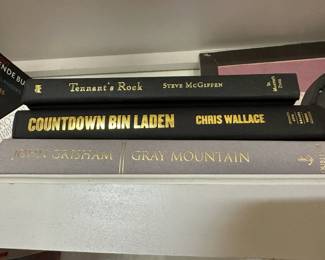 Tennant's Rock STEVE McGIFFEN
COUNTDOWN BIN LADEN CHRIS WALLACE
JOHN GRISHAM GRAY MOUNTAIN